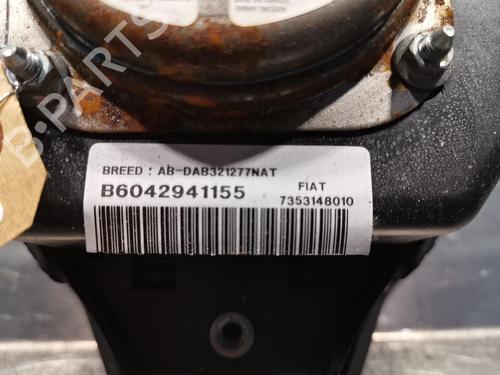 BREED : AB-DAB321277NAT
B6042941155
FIAT
7353148010
B-PARTS